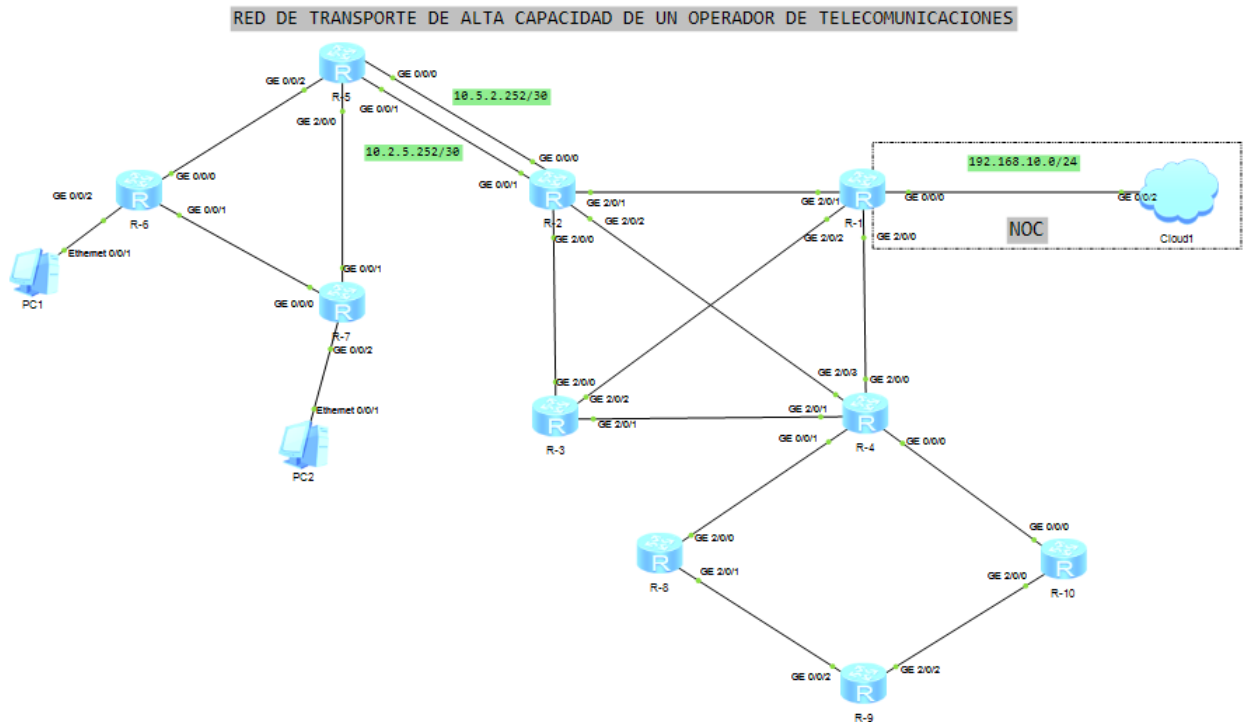 RED DE TRANSPORTE DE ALTA CAPACIDAD DE UN OPERADOR DE TELECOMUNICACIONES
GE 0/0/2
R
R-5
GE 0/0/0
GE 0/0/1
GE 2/0/0
10.5.2.252/30
10.2.5.252/30
GE 0/0/0
GE 0/0/1
R
R-2
GE 2/0/1
GE 2/0/2
GE 2/0/0
GE 2/0/1
GE 2/0/2
R
R-1
GE 0/0/0
GE 2/0/0
192.168.10.0/24
GE 0/0/2
NOC
Cloud1
GE 0/0/2
GE 0/0/0
GE 0/0/1
R
R-6
Ethernet 0/0/1
PC1
GE 0/0/1
GE 0/0/0
R
R-7
GE 0/0/2
Ethernet 0/0/1
PC2
GE 2/0/0
GE 2/0/2
GE 2/0/1
R
R-3
GE 2/0/3
GE 2/0/0
GE 2/0/1
GE 0/0/1
GE 0/0/0
R
R-4
GE 2/0/0
GE 2/0/1
R
R-8
GE 0/0/0
GE 2/0/0
R
R-10
GE 0/0/2
GE 2/0/2
R
R-9